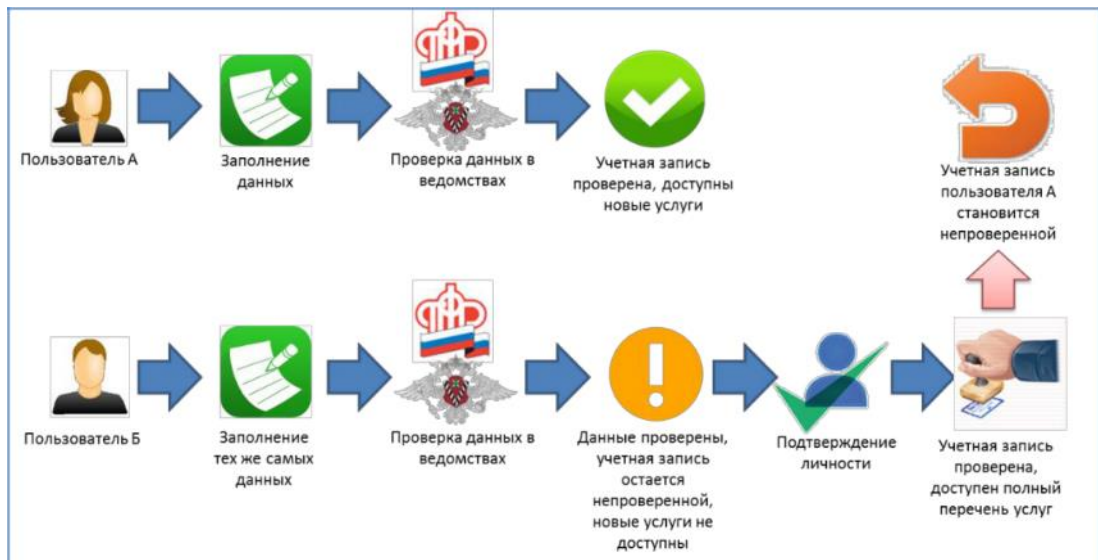 Пользователь А
Заполнение
данных
Проверка данных в
ведомствах
Учетная запись
проверена, доступны
новые услуги
Учетная запись
пользователя А
становится
непроверенной
Пользователь Б
Заполнение
тех же самых
данных
Проверка данных в
ведомствах
Данные проверены,
учетная запись
остается
непроверенной,
новые услуги не
доступны
Подтверждение
личности
Учетная запись
проверена,
доступен полный
перечень услуг